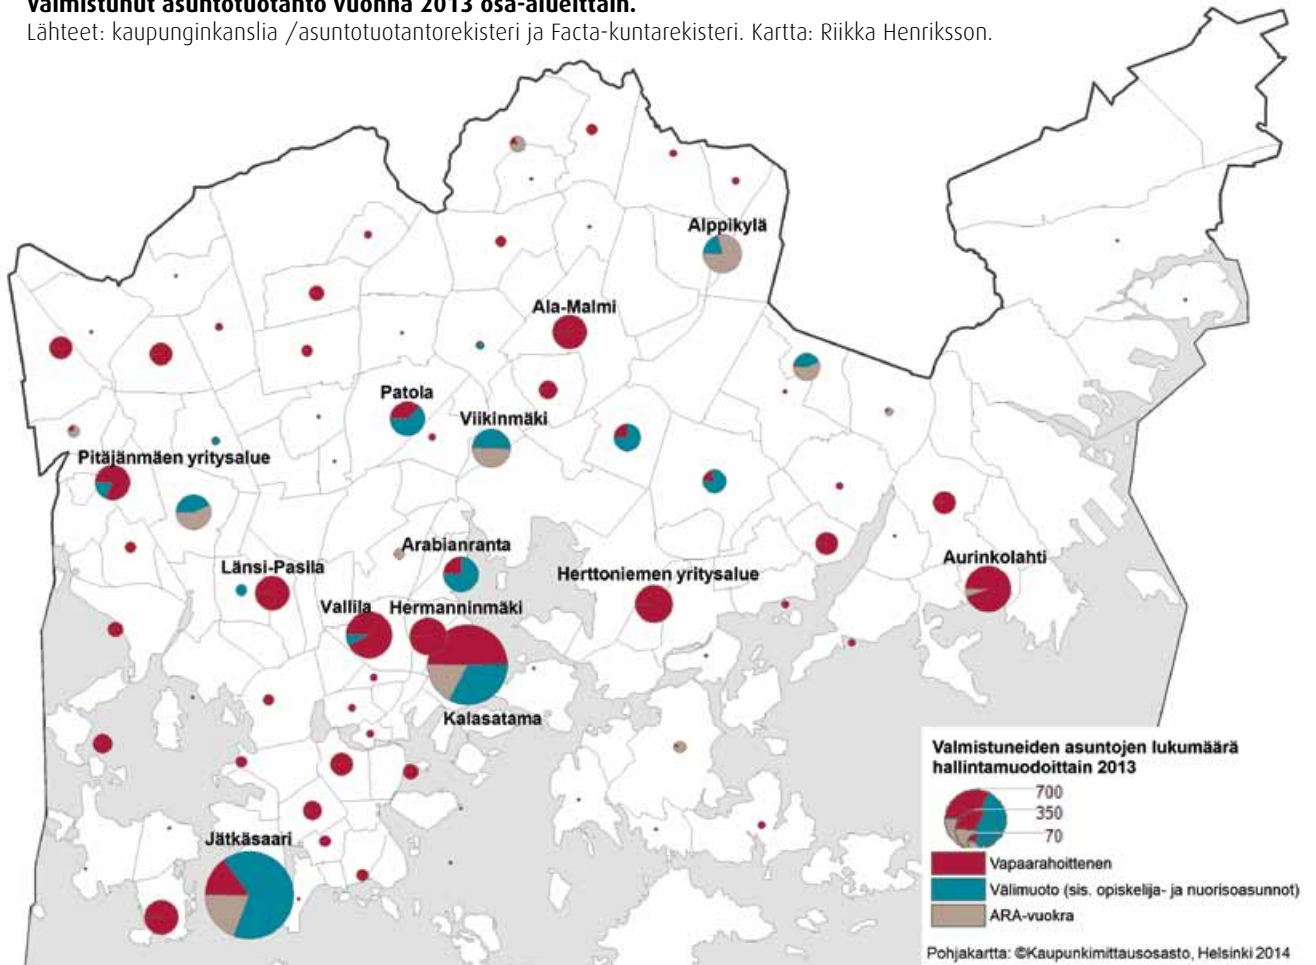 Valmistunut asuntotuotanto vuonna 2013 osa-alueittain.
Lähteet: kaupunginkanslia /asuntotuotantorekisteri ja Facta-kuntarekisteri. Kartta: Riikka Henriksson.
Alppikylä
Ala-Malmi
Patola
Viikinmäki
Pitäjänmäen yritysalue
Arabianranta
Länsi-Pasila
Herttoniemen yritysalue
Aurinkolahti
Vallila
Hermanninmäki
Kalasatama
Jätkäsaari
Valmistuneiden asuntojen lukumäärä
hallintamuodoittain 2013
700
350
70
Vapaarahoittenen
Välimuoto (sis. opiskelija- ja nuorisoasunnot)
ARA-vuokra
Pohjakartta: ©Kaupunkimittausosasto, Helsinki 2014